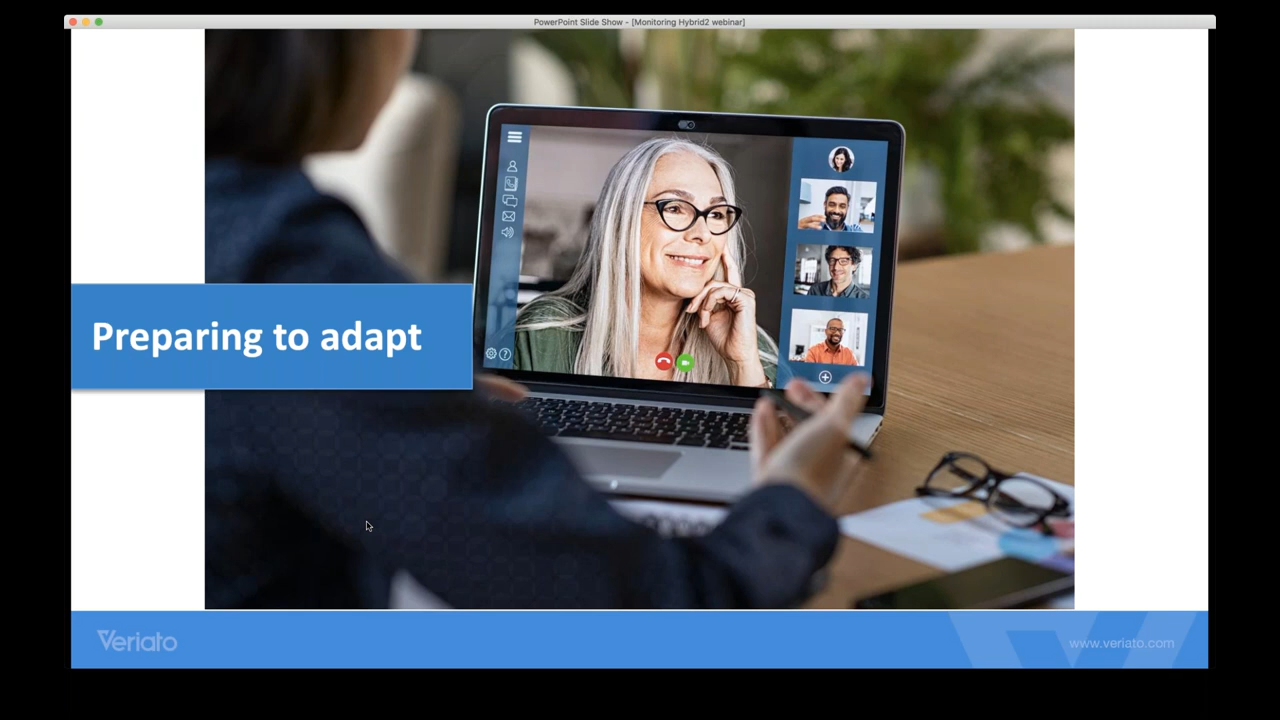 PowerPoint Slide Show - [Monitoring Hybrid2 webinar]
Preparing to adapt
Veriato
www.veriato.com